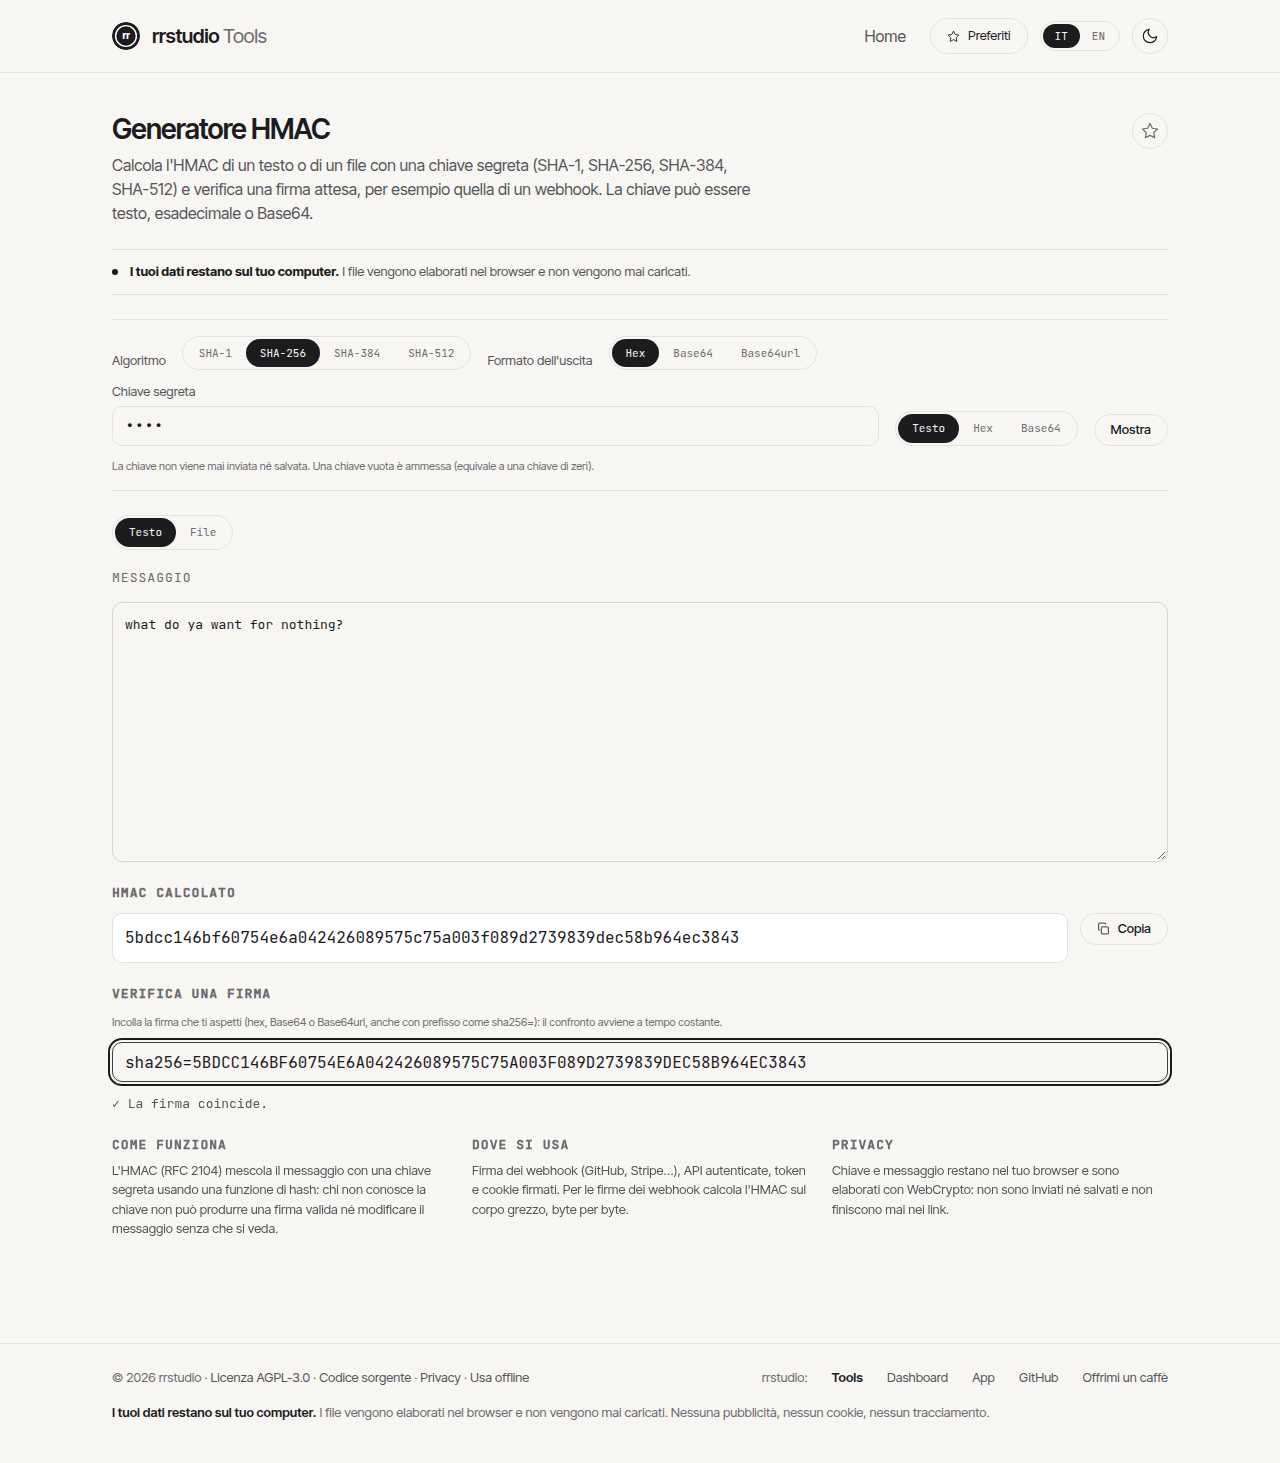 rr rrstudio Tools
Home
Preferiti
IT
EN
Generatore HMAC
Calcola l'HMAC di un testo o di un file con una chiave segreta (SHA-1, SHA-256, SHA-384,
SHA-512) e verifica una firma attesa, per esempio quella di un webhook. La chiave può essere
testo, esadecimale o Base64.
I tuoi dati restano sul tuo computer. I file vengono elaborati nel browser e non vengono mai caricati.
Algoritmo SHA-1 SHA-256 SHA-384 SHA-512 Formato dell'uscita Hex Base64 Base64url
Chiave segreta
•••• Testo Hex Base64 Mostra
La chiave non viene mai inviata né salvata. Una chiave vuota è ammessa (equivale a una chiave di zeri).
Testo File
MESSAGGIO
what do ya want for nothing?
HMAC CALCOLATO
5bdcc146bf60754e6a042426089575c75a003f089d2739839dec58b964ec3843 Copia
VERIFICA UNA FIRMA
Incolla la firma che ti aspetti (hex, Base64 o Base64url, anche con prefisso come sha256=): il confronto avviene a tempo costante.
sha256=5BDCC146BF60754E6A042426089575C75A003F089D2739839DEC58B964EC3843
✓ La firma coincide.
COME FUNZIONA
L'HMAC (RFC 2104) mescola il messaggio con una chiave
segreta usando una funzione di hash: chi non conosce la
chiave non può produrre una firma valida né modificare il
messaggio senza che si veda.
DOVE SI USA
Firma dei webhook (GitHub, Stripe...), API autenticate, token
e cookie firmati. Per le firme dei webhook calcola l'HMAC sul
corpo grezzo, byte per byte.
PRIVACY
Chiave e messaggio restano nel tuo browser e sono
elaborati con WebCrypto: non sono inviati né salvati e non
finiscono mai nei link.
© 2026 rrstudio · Licenza AGPL-3.0 · Codice sorgente · Privacy · Usa offline
rrstudio: Tools Dashboard App GitHub Offrimi un caffè
I tuoi dati restano sul tuo computer. I file vengono elaborati nel browser e non vengono mai caricati. Nessuna pubblicità, nessun cookie, nessun tracciamento.